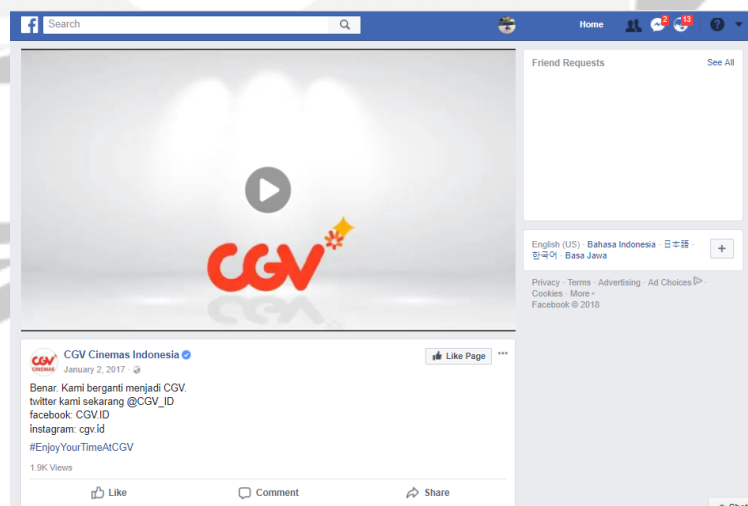 f Search Home 2 13 ?
CGV
Friend Requests See All
English (US) · Bahasa Indonesia · 日本語 ·
한국어 · Basa Jawa
+
Privacy · Terms · Advertising · Ad Choices ·
Cookies · More
Facebook © 2018
CGV CINEMAS
CGV Cinemas Indonesia
January 2, 2017 ·
Like Page
Benar. Kami berganti menjadi CGV.
twitter kami sekarang @CGV_ID
facebook: CGV.ID
instagram: cgv.id
#EnjoyYourTimeAtCGV
1.9K Views
Like Comment Share